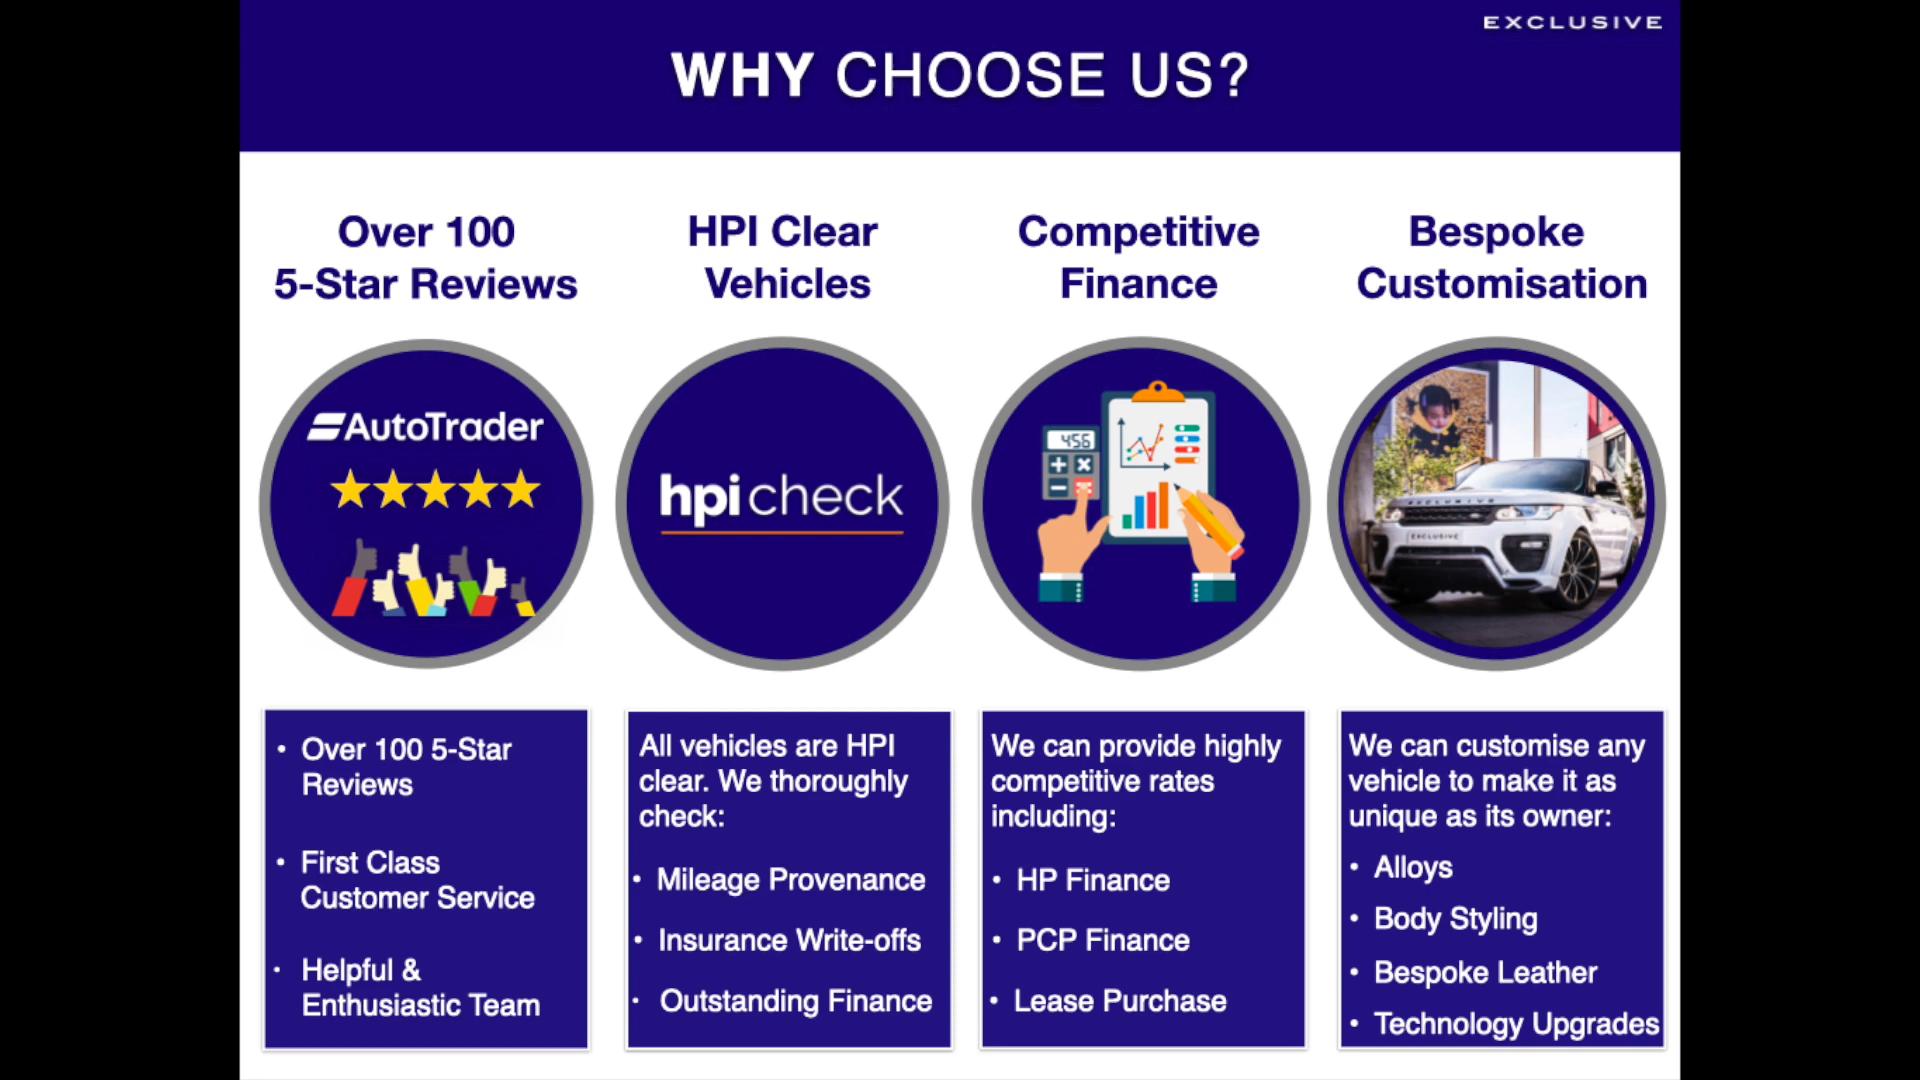 EXCLUSIVE
WHY CHOOSE US?
Over 100
5-Star Reviews
HPI Clear
Vehicles
Competitive
Finance
Bespoke
Customisation
AutoTrader
hpi check
456
EXCLUSIVE
EXCLUSIVE
• Over 100 5-Star
Reviews
• First Class
Customer Service
• Helpful &
Enthusiastic Team
All vehicles are HPI
clear. We thoroughly
check:
• Mileage Provenance
• Insurance Write-offs
• Outstanding Finance
We can provide highly
competitive rates
including:
• HP Finance
• PCP Finance
• Lease Purchase
We can customise any
vehicle to make it as
unique as its owner:
• Alloys
• Body Styling
• Bespoke Leather
• Technology Upgrades